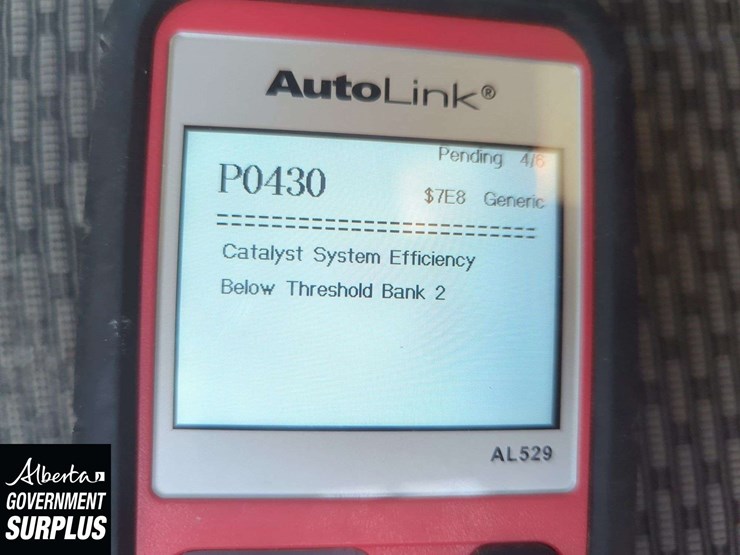 AutoLink®
Pending 4/6
P0430
$7E8 Generic
==============================
Catalyst System Efficiency
Below Threshold Bank 2
AL529
Alberta
GOVERNMENT
SURPLUS